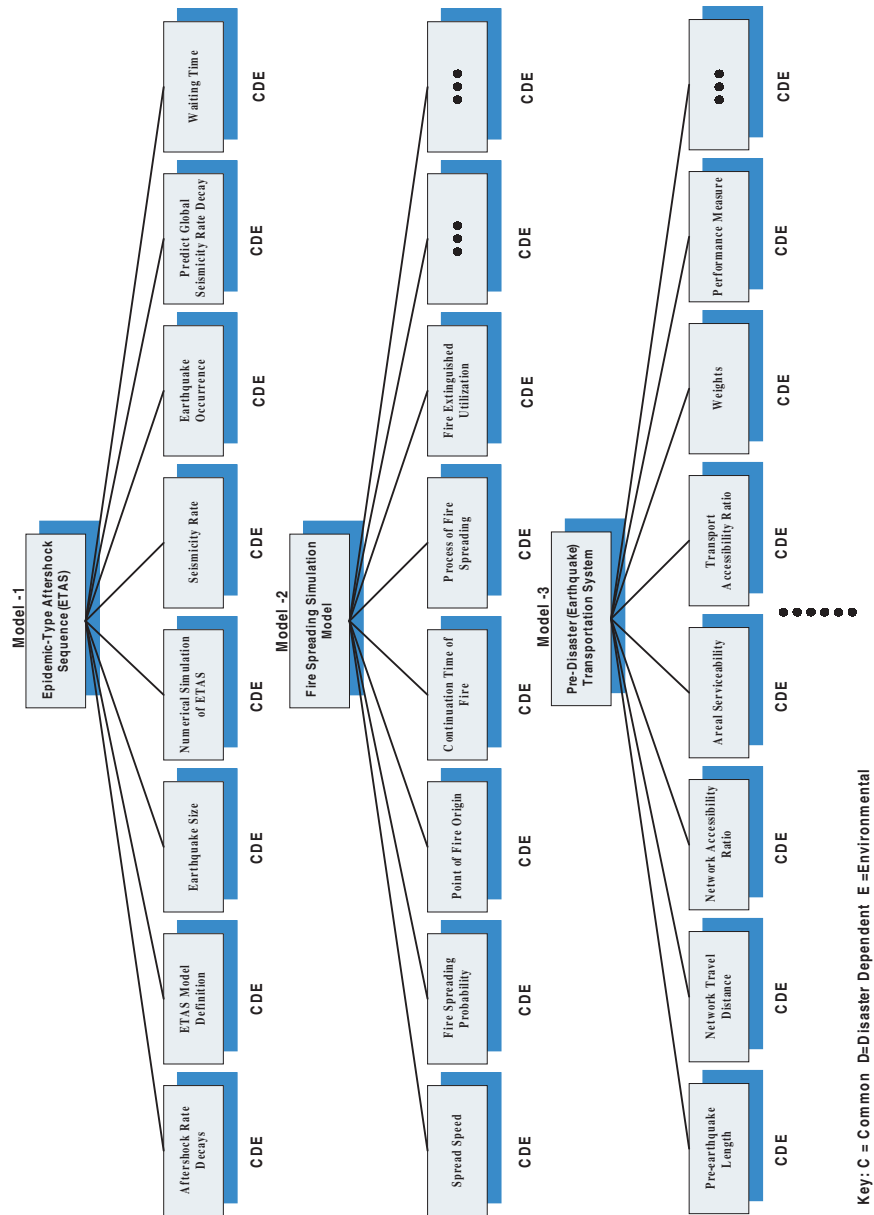 Model -1
Epidemic-Type Aftershock
Sequence (ETAS)
Aftershock Rate
Decays
ETAS Model
Definition
Earthquake Size
Numerical Simulation
of ETAS
Seismicity Rate
Earthquake
Occurrence
Predict Global
Seismicity Rate Decay
Waiting Time
CDE
CDE
CDE
CDE
CDE
CDE
CDE
CDE
Model -2
Fire Spreading Simulation
Model
Spread Speed
Fire Spreading
Probability
Point of Fire Origin
Continuation Time of
Fire
Process of Fire
Spreading
Fire Extinguished
Utilization
CDE
CDE
CDE
CDE
CDE
CDE
CDE
CDE
Model -3
Pre-Disaster (Earthquake)
Transportation System
Pre-earthquake
Length
Network Travel
Distance
Network Accessibility
Ratio
Areal Serviceability
Transport
Accessibility Ratio
Weights
Performance Measure
CDE
CDE
CDE
CDE
CDE
CDE
CDE
CDE
Key: C = Common D=Disaster Dependent E =Environmental